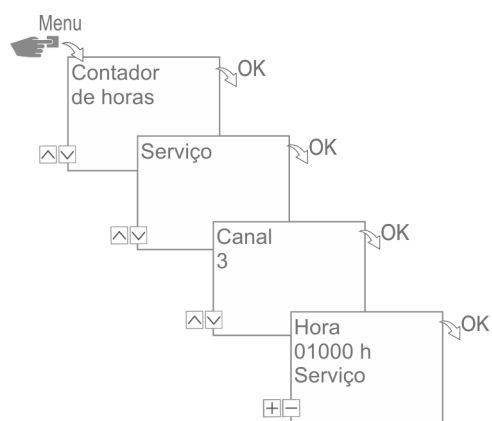 Menu
Contador
de horas
OK
Serviço
OK
Canal
3
OK
Hora
01000 h
Serviço
OK